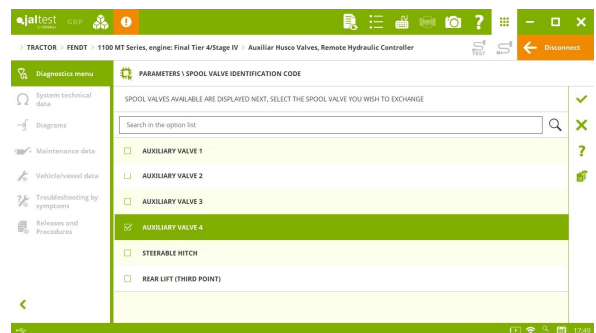 jaltest GRP
TRACTOR > FENDT > 1100 MT Series, engine: Final Tier 4/Stage IV > Auxiliar Husco Valves, Remote Hydraulic Controller
TEST
Disconnect
Diagnostics menu
PARAMETERS \ SPOOL VALVE IDENTIFICATION CODE
System technical
data
SPOOL VALVES AVAILABLE ARE DISPLAYED NEXT, SELECT THE SPOOL VALVE YOU WISH TO EXCHANGE
Diagrams
Search in the option list
Maintenance data
AUXILIARY VALVE 1
Vehicle/vessel data
AUXILIARY VALVE 2
Troubleshooting by
symptoms
AUXILIARY VALVE 3
Releases and
Procedures
AUXILIARY VALVE 4
STEERABLE HITCH
REAR LIFT (THIRD POINT)
17:49